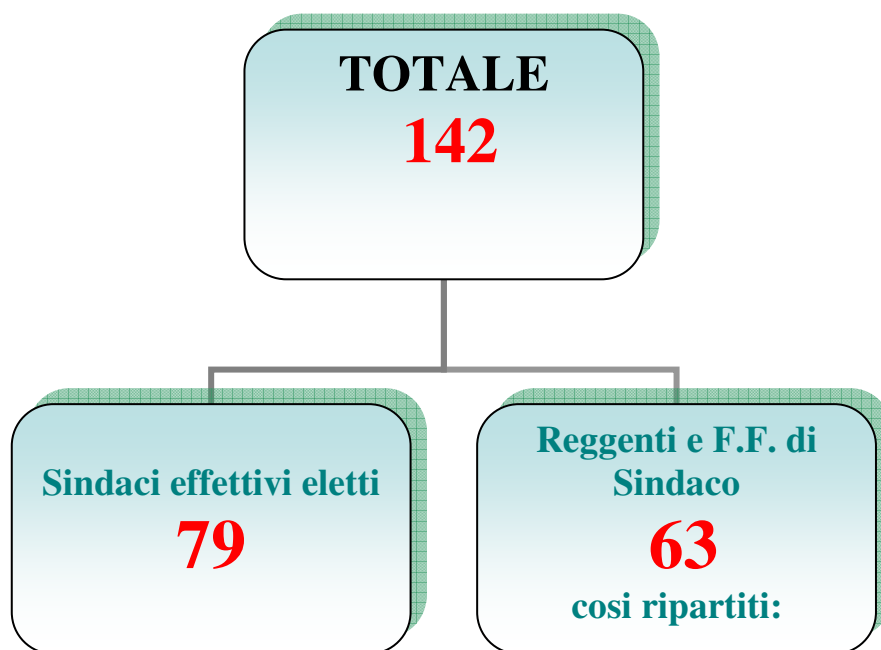 TOTALE
142
Sindaci effettivi eletti
79
Reggenti e F.F. di
Sindaco
63
cosi ripartiti: